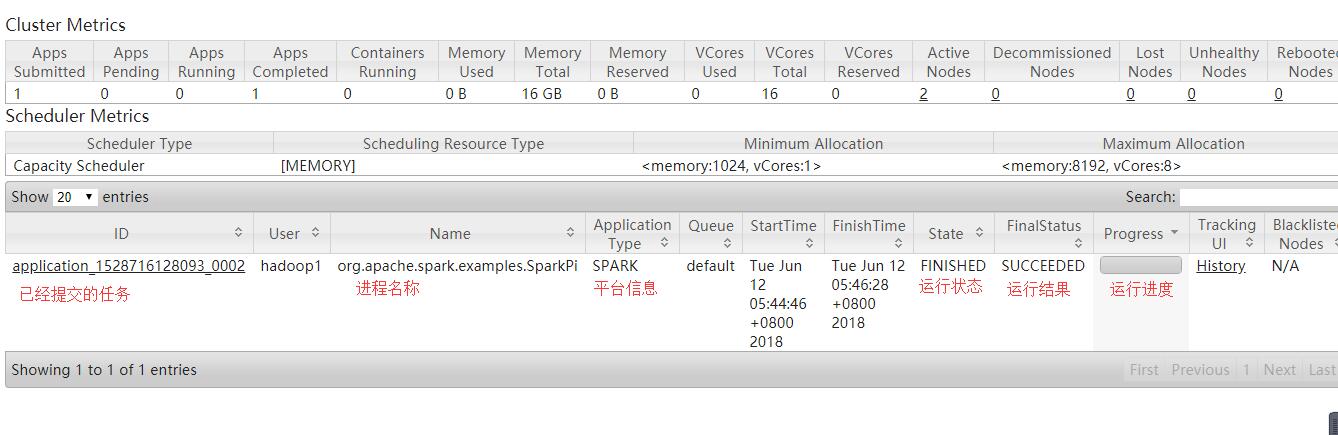 Cluster Metrics
Apps Submitted Apps Pending Apps Running Apps Completed Containers Running Memory Used Memory Total Memory Reserved VCores Used VCores Total VCores Reserved Active Nodes Decommissioned Nodes Lost Nodes Unhealthy Nodes Rebooted Nodes
1 0 0 1 0 0 B 16 GB 0 B 0 16 0 2 0 0 0 0
Scheduler Metrics
Scheduler Type Scheduling Resource Type Minimum Allocation Maximum Allocation
Capacity Scheduler [MEMORY] <memory:1024, vCores:1> <memory:8192, vCores:8>
Show 20 entries Search:
ID User Name Application Type Queue StartTime FinishTime State FinalStatus Progress Tracking UI Blackliste Nodes
application_1528716128093_0002 hadoop1 org.apache.spark.examples.SparkPi SPARK default Tue Jun 12 05:44:46 +0800 2018 Tue Jun 12 05:46:28 +0800 2018 FINISHED SUCCEEDED History N/A
已经提交的任务 进程名称 平台信息 运行状态 运行结果 运行进度
Showing 1 to 1 of 1 entries First Previous 1 Next Last